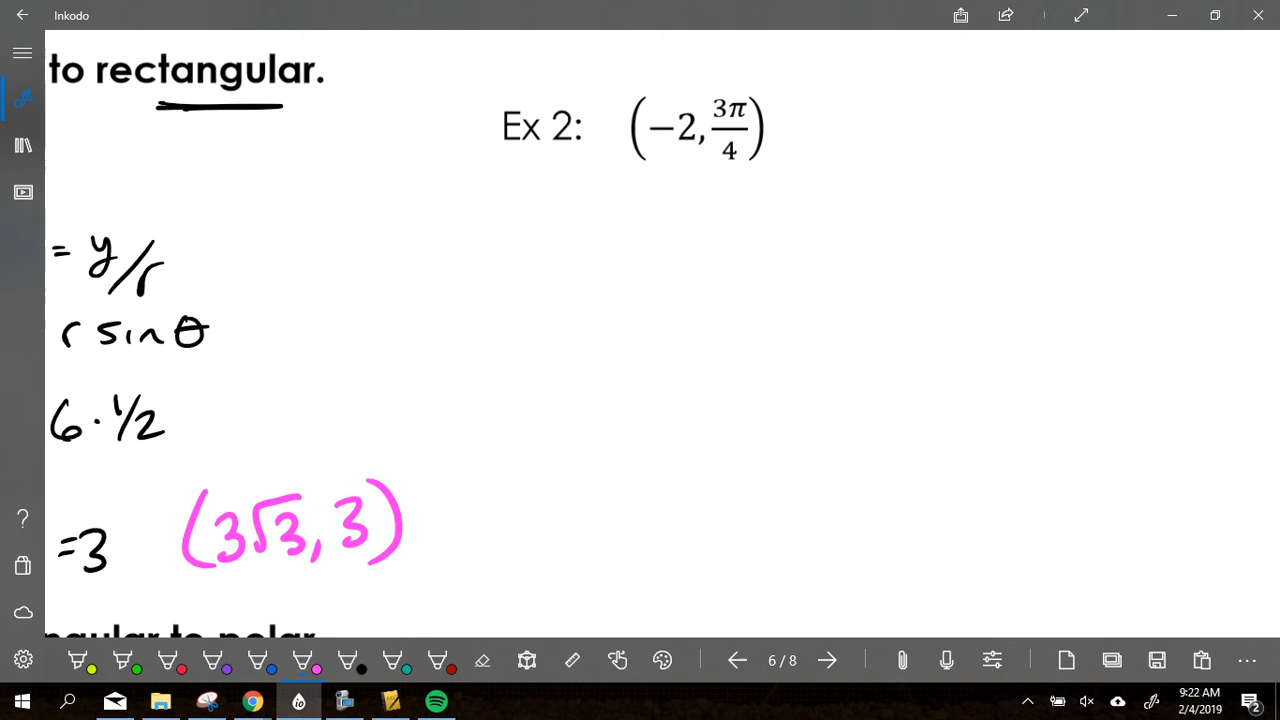 Inkodo
to rectangular.
Ex 2: (−2, 3π/4)
= y/r
r sin θ
6 · 1/2
=3 (3√3, 3)
6 / 8
9:22 AM
2/4/2019
2